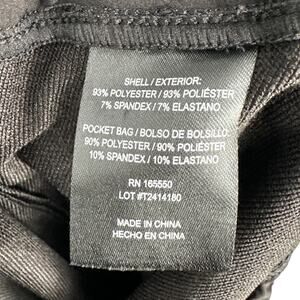 SHELL / EXTERIOR:
93% POLYESTER / 93% POLIÉSTER
7% SPANDEX / 7% ELASTANO
POCKET BAG / BOLSO DE BOLSILLO:
90% POLYESTER / 90% POLIÉSTER
10% SPANDEX / 10% ELASTANO
RN 165550
LOT #T2414180
MADE IN CHINA
HECHO EN CHINA